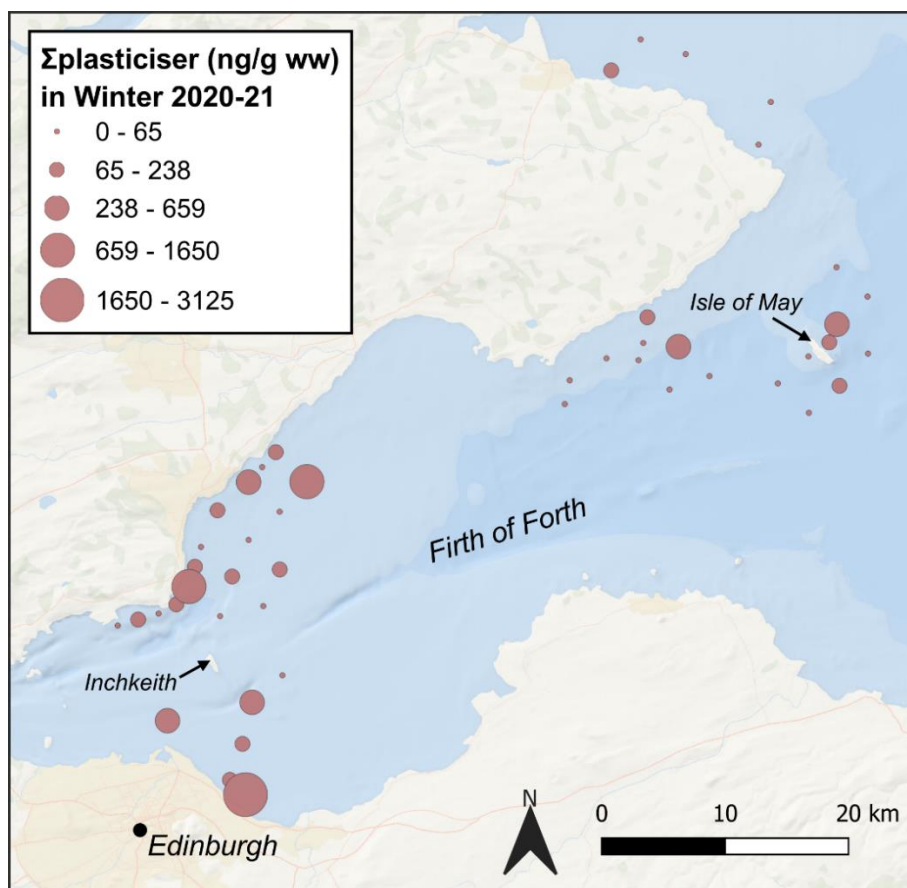 Σplasticiser (ng/g ww)
in Winter 2020-21
0 - 65
65 - 238
238 - 659
659 - 1650
1650 - 3125
Isle of May
Firth of Forth
Inchkeith
Edinburgh
N
0 10 20 km